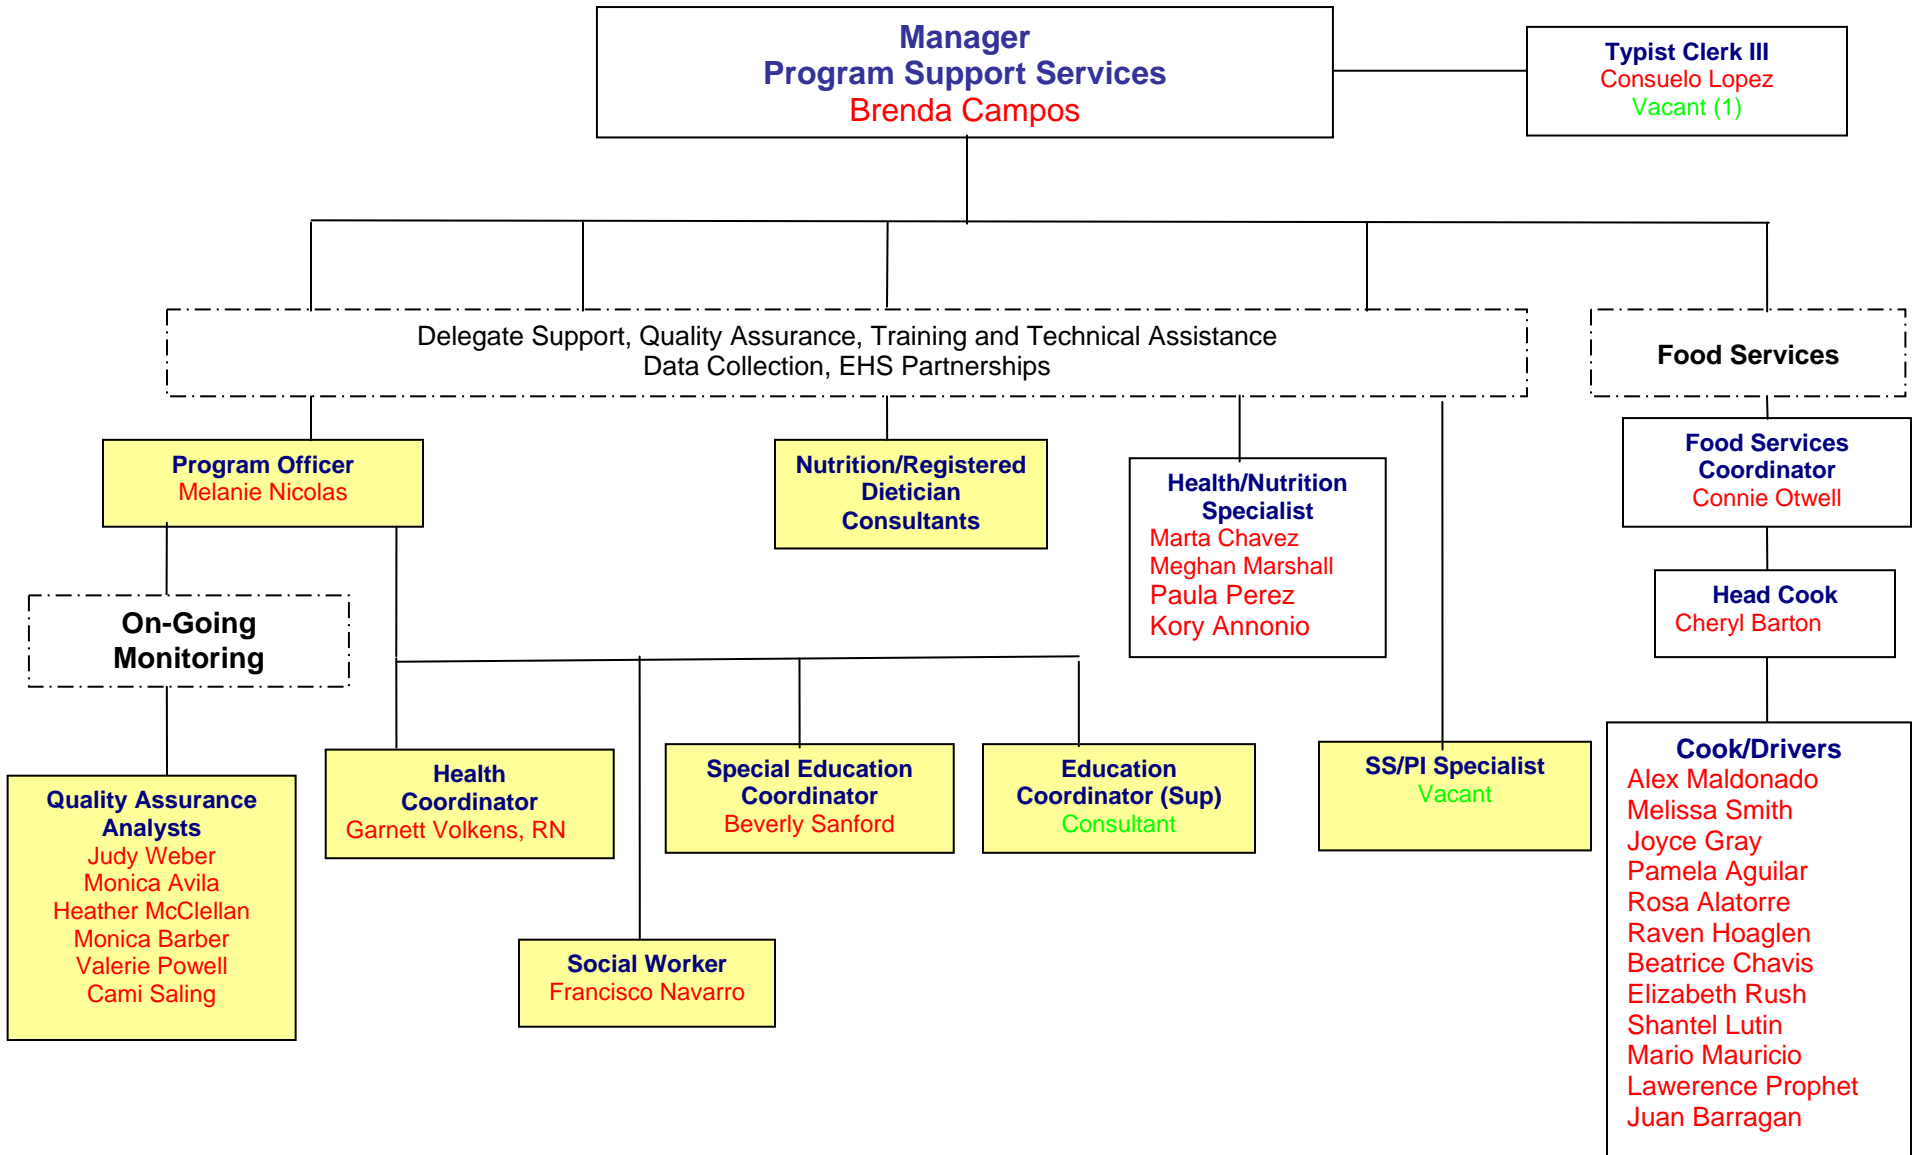 Manager
Program Support Services
Brenda Campos
Typist Clerk III
Consuelo Lopez
Vacant (1)
Delegate Support, Quality Assurance, Training and Technical Assistance
Data Collection, EHS Partnerships
Food Services
Program Officer
Melanie Nicolas
Nutrition/Registered
Dietician
Consultants
Health/Nutrition
Specialist
Marta Chavez
Meghan Marshall
Paula Perez
Kory Annonio
Food Services
Coordinator
Connie Otwell
Head Cook
Cheryl Barton
On-Going
Monitoring
Quality Assurance
Analysts
Judy Weber
Monica Avila
Heather McClellan
Monica Barber
Valerie Powell
Cami Saling
Health
Coordinator
Garnett Volkens, RN
Social Worker
Francisco Navarro
Special Education
Coordinator
Beverly Sanford
Education
Coordinator (Sup)
Consultant
SS/PI Specialist
Vacant
Cook/Drivers
Alex Maldonado
Melissa Smith
Joyce Gray
Pamela Aguilar
Rosa Alatorre
Raven Hoaglen
Beatrice Chavis
Elizabeth Rush
Shantel Lutin
Mario Mauricio
Lawerence Prophet
Juan Barragan